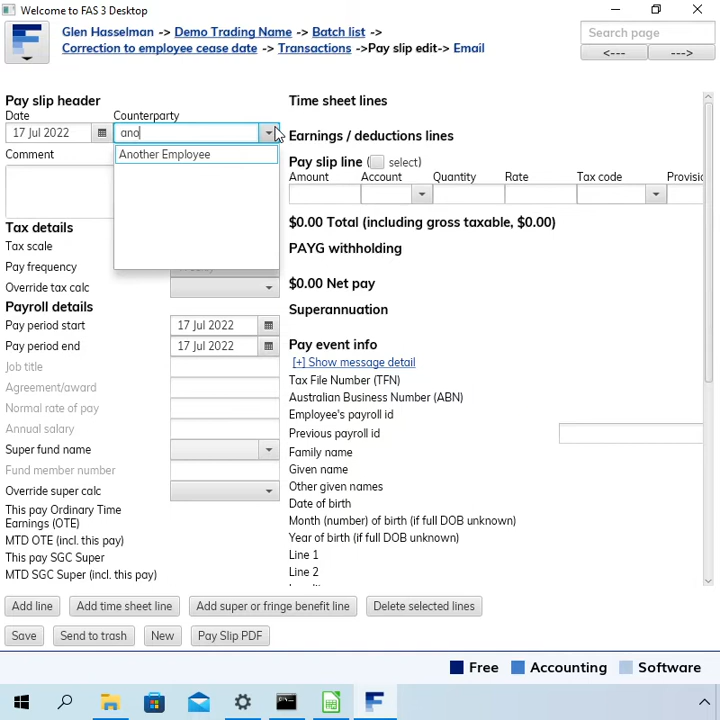 Welcome to FAS 3 Desktop
Glen Hasselman -> Demo Trading Name -> Batch list ->
Correction to employee cease date -> Transactions ->Pay slip edit-> Email
Search page
<---
--->
Pay slip header
Date
Counterparty
17 Jul 2022
ano
Another Employee
Comment
Tax details
Tax scale
Pay frequency
Override tax calc
Payroll details
Pay period start
17 Jul 2022
Pay period end
17 Jul 2022
Job title
Agreement/award
Normal rate of pay
Annual salary
Super fund name
Fund member number
Override super calc
This pay Ordinary Time
Earnings (OTE)
MTD OTE (incl. this pay)
This pay SGC Super
MTD SGC Super (incl. this pay)
Time sheet lines
Earnings / deductions lines
Pay slip line ( select)
Amount
Account
Quantity
Rate
Tax code
Provisio
$0.00 Total (including gross taxable, $0.00)
PAYG withholding
$0.00 Net pay
Superannuation
Pay event info
[+] Show message detail
Tax File Number (TFN)
Australian Business Number (ABN)
Employee's payroll id
Previous payroll id
Family name
Given name
Other given names
Date of birth
Month (number) of birth (if full DOB unknown)
Year of birth (if full DOB unknown)
Line 1
Line 2
Add line
Add time sheet line
Add super or fringe benefit line
Delete selected lines
Save
Send to trash
New
Pay Slip PDF
Free
Accounting
Software